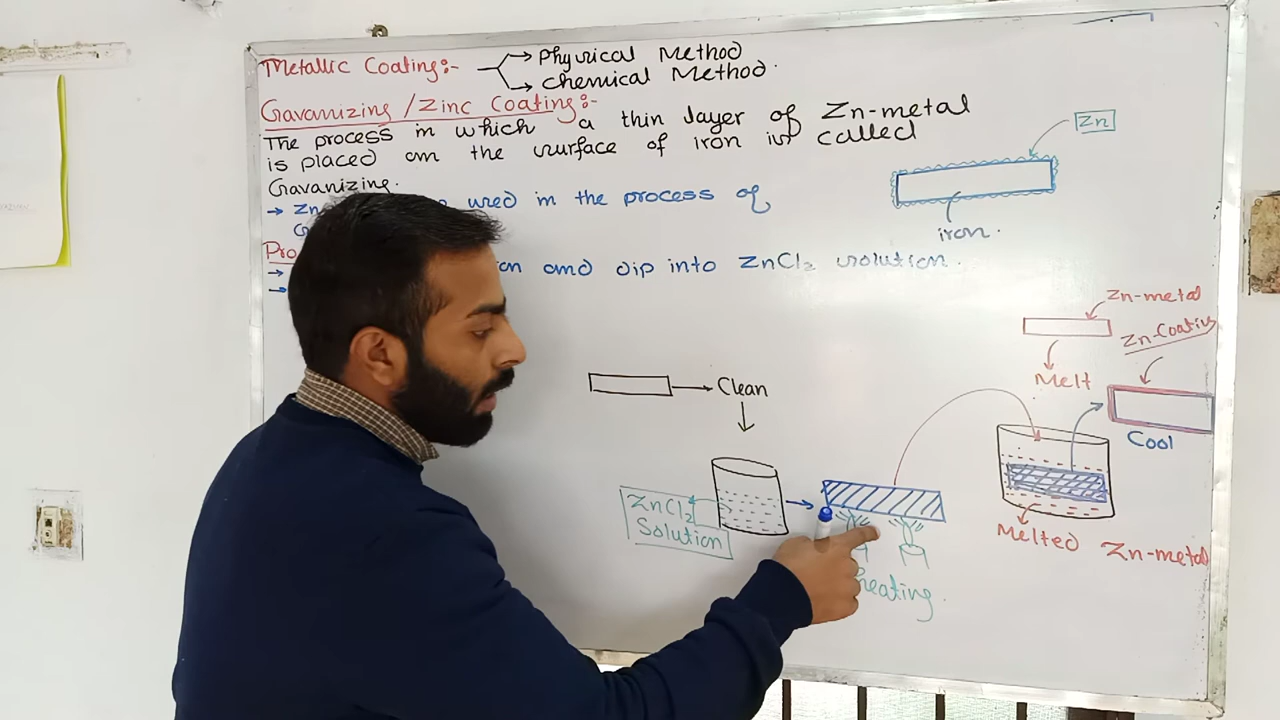 Metallic Coating:- → Physical Method
→ Chemical Method.
Gavanizing / Zinc Coating:-
The process in which a thin layer of Zn-metal
is placed on the surface of iron is called
Gavanizing.
→ Zn used in the process of
Pro
→ and dip into ZnCl2 solution.
→
Zn
iron.
Zn-metal
Melt
Zn-Coating
Cool
Clean
ZnCl2
Solution
heating.
Melted Zn-metal